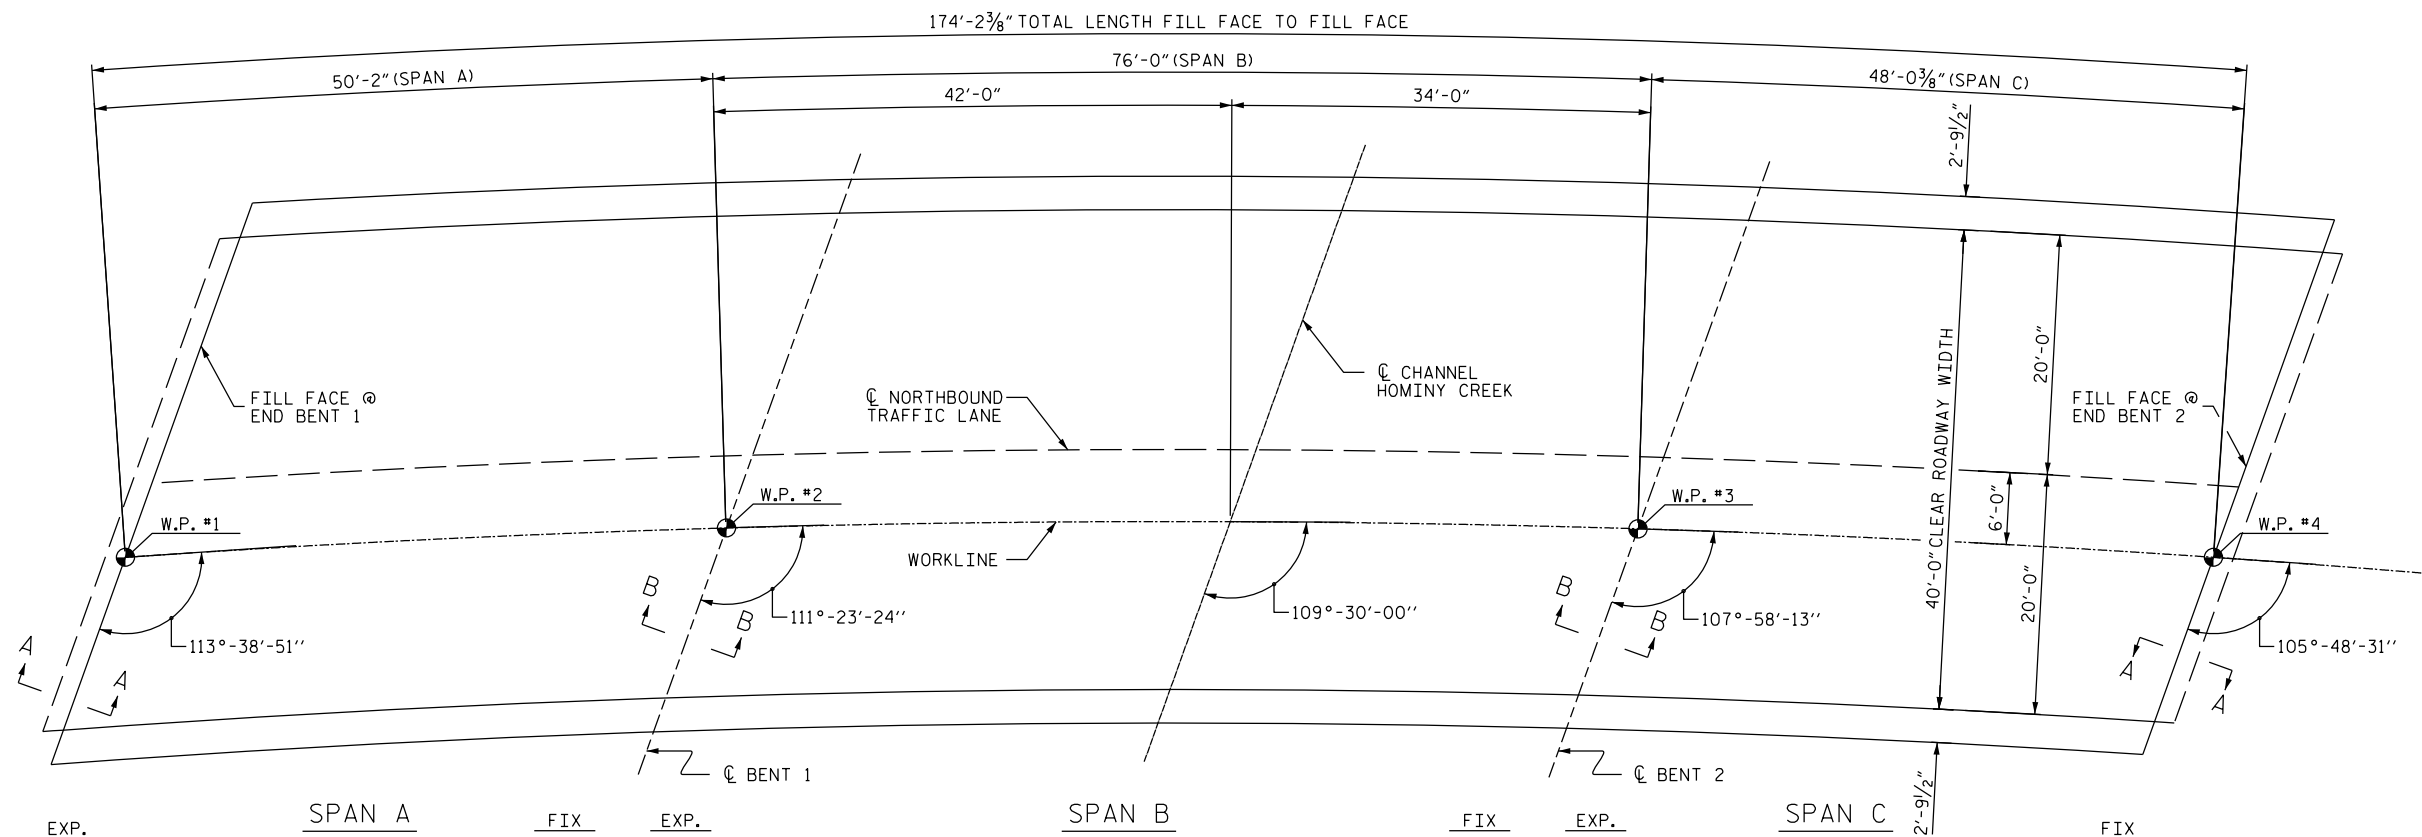 174'-2⅜" TOTAL LENGTH FILL FACE TO FILL FACE
50'-2" (SPAN A)
76'-0" (SPAN B)
48'-0⅜" (SPAN C)
42'-0"
34'-0"
2'-9½"
FILL FACE @
END BENT 1
℄ NORTHBOUND
TRAFFIC LANE
℄ CHANNEL
HOMINY CREEK
40'-0" CLEAR ROADWAY WIDTH
20'-0"
FILL FACE @
END BENT 2
W.P. #1
W.P. #2
W.P. #3
W.P. #4
6'-0"
WORKLINE
20'-0"
113°-38'-51''
111°-23'-24''
109°-30'-00''
107°-58'-13''
105°-48'-31''
A
A
B
B
B
B
A
A
℄ BENT 1
℄ BENT 2
2'-9½"
EXP.
SPAN A
FIX
EXP.
SPAN B
FIX
EXP.
SPAN C
FIX